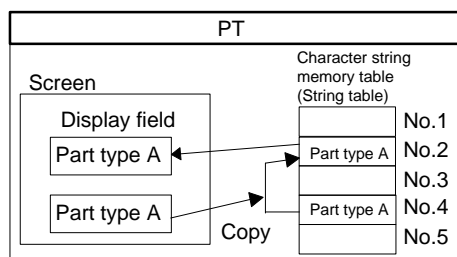 PT
Character string
memory table
(String table)
Screen
Display field
Part type A
Part type A
Copy
No.1
Part type A No.2
No.3
Part type A No.4
No.5